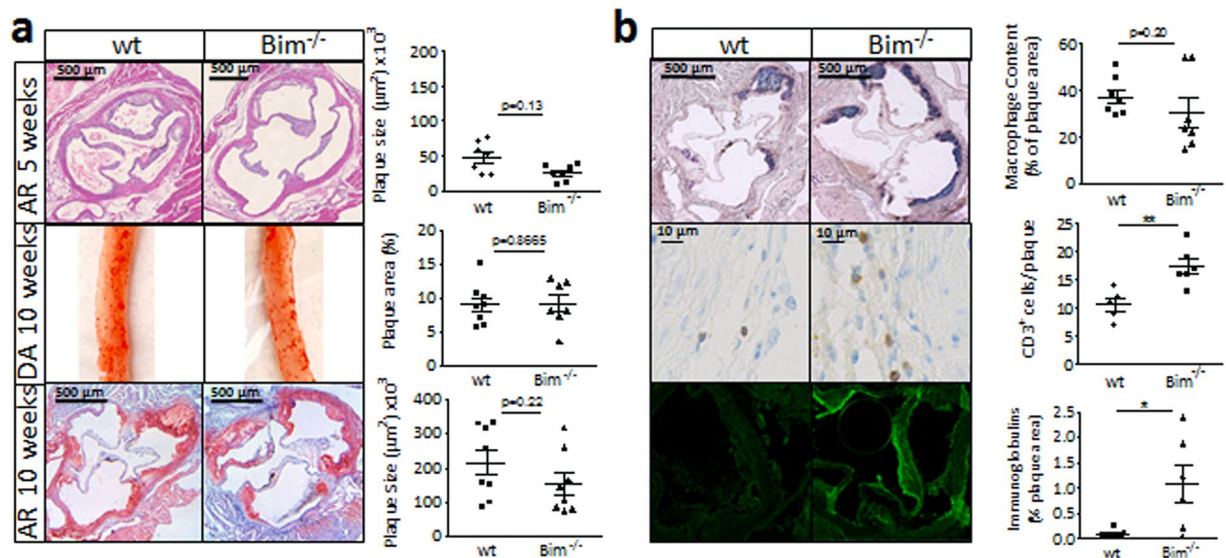 a
wt
Bim⁻/⁻
AR 5 weeks
500 µm
500 µm
Plaque size (µm²) x 10³
200
150
100
50
0
p=0.13
wt
Bim⁻/⁻
DA 10 weeks
Plaque area (%)
20
15
10
5
0
p=0.8665
wt
Bim⁻/⁻
AR 10 weeks
500 µm
500 µm
Plaque Size (µm²) x10³
400
300
200
100
0
p=0.22
wt
Bim⁻/⁻
b
wt
Bim⁻/⁻
500 µm
500 µm
Macrophage Content
(% of plaque area)
60
40
20
0
p=0.20
wt
Bim⁻/⁻
10 µm
10 µm
CD3⁺ cells/plaque
25
20
15
10
5
0
**
wt
Bim⁻/⁻
Immunoglobulins
(% plaque area)
2.5
2.0
1.5
1.0
0.5
0.0
*
wt
Bim⁻/⁻